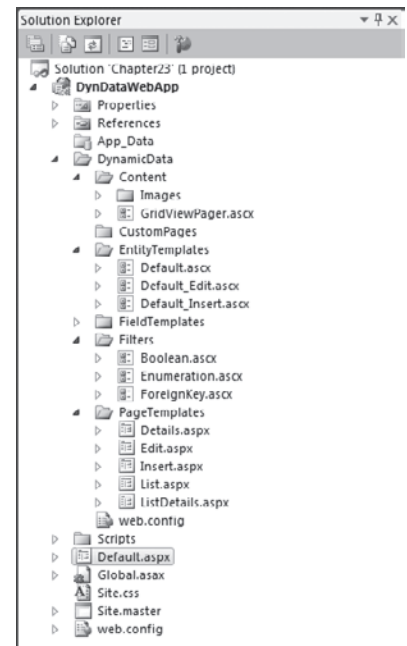 Solution Explorer
Solution 'Chapter23' (1 project)
DynDataWebApp
Properties
References
App_Data
DynamicData
Content
Images
GridViewPager.ascx
CustomPages
EntityTemplates
Default.ascx
Default_Edit.ascx
Default_Insert.ascx
FieldTemplates
Filters
Boolean.ascx
Enumeration.ascx
ForeignKey.ascx
PageTemplates
Details.aspx
Edit.aspx
Insert.aspx
List.aspx
ListDetails.aspx
web.config
Scripts
Default.aspx
Global.asax
Site.css
Site.master
web.config